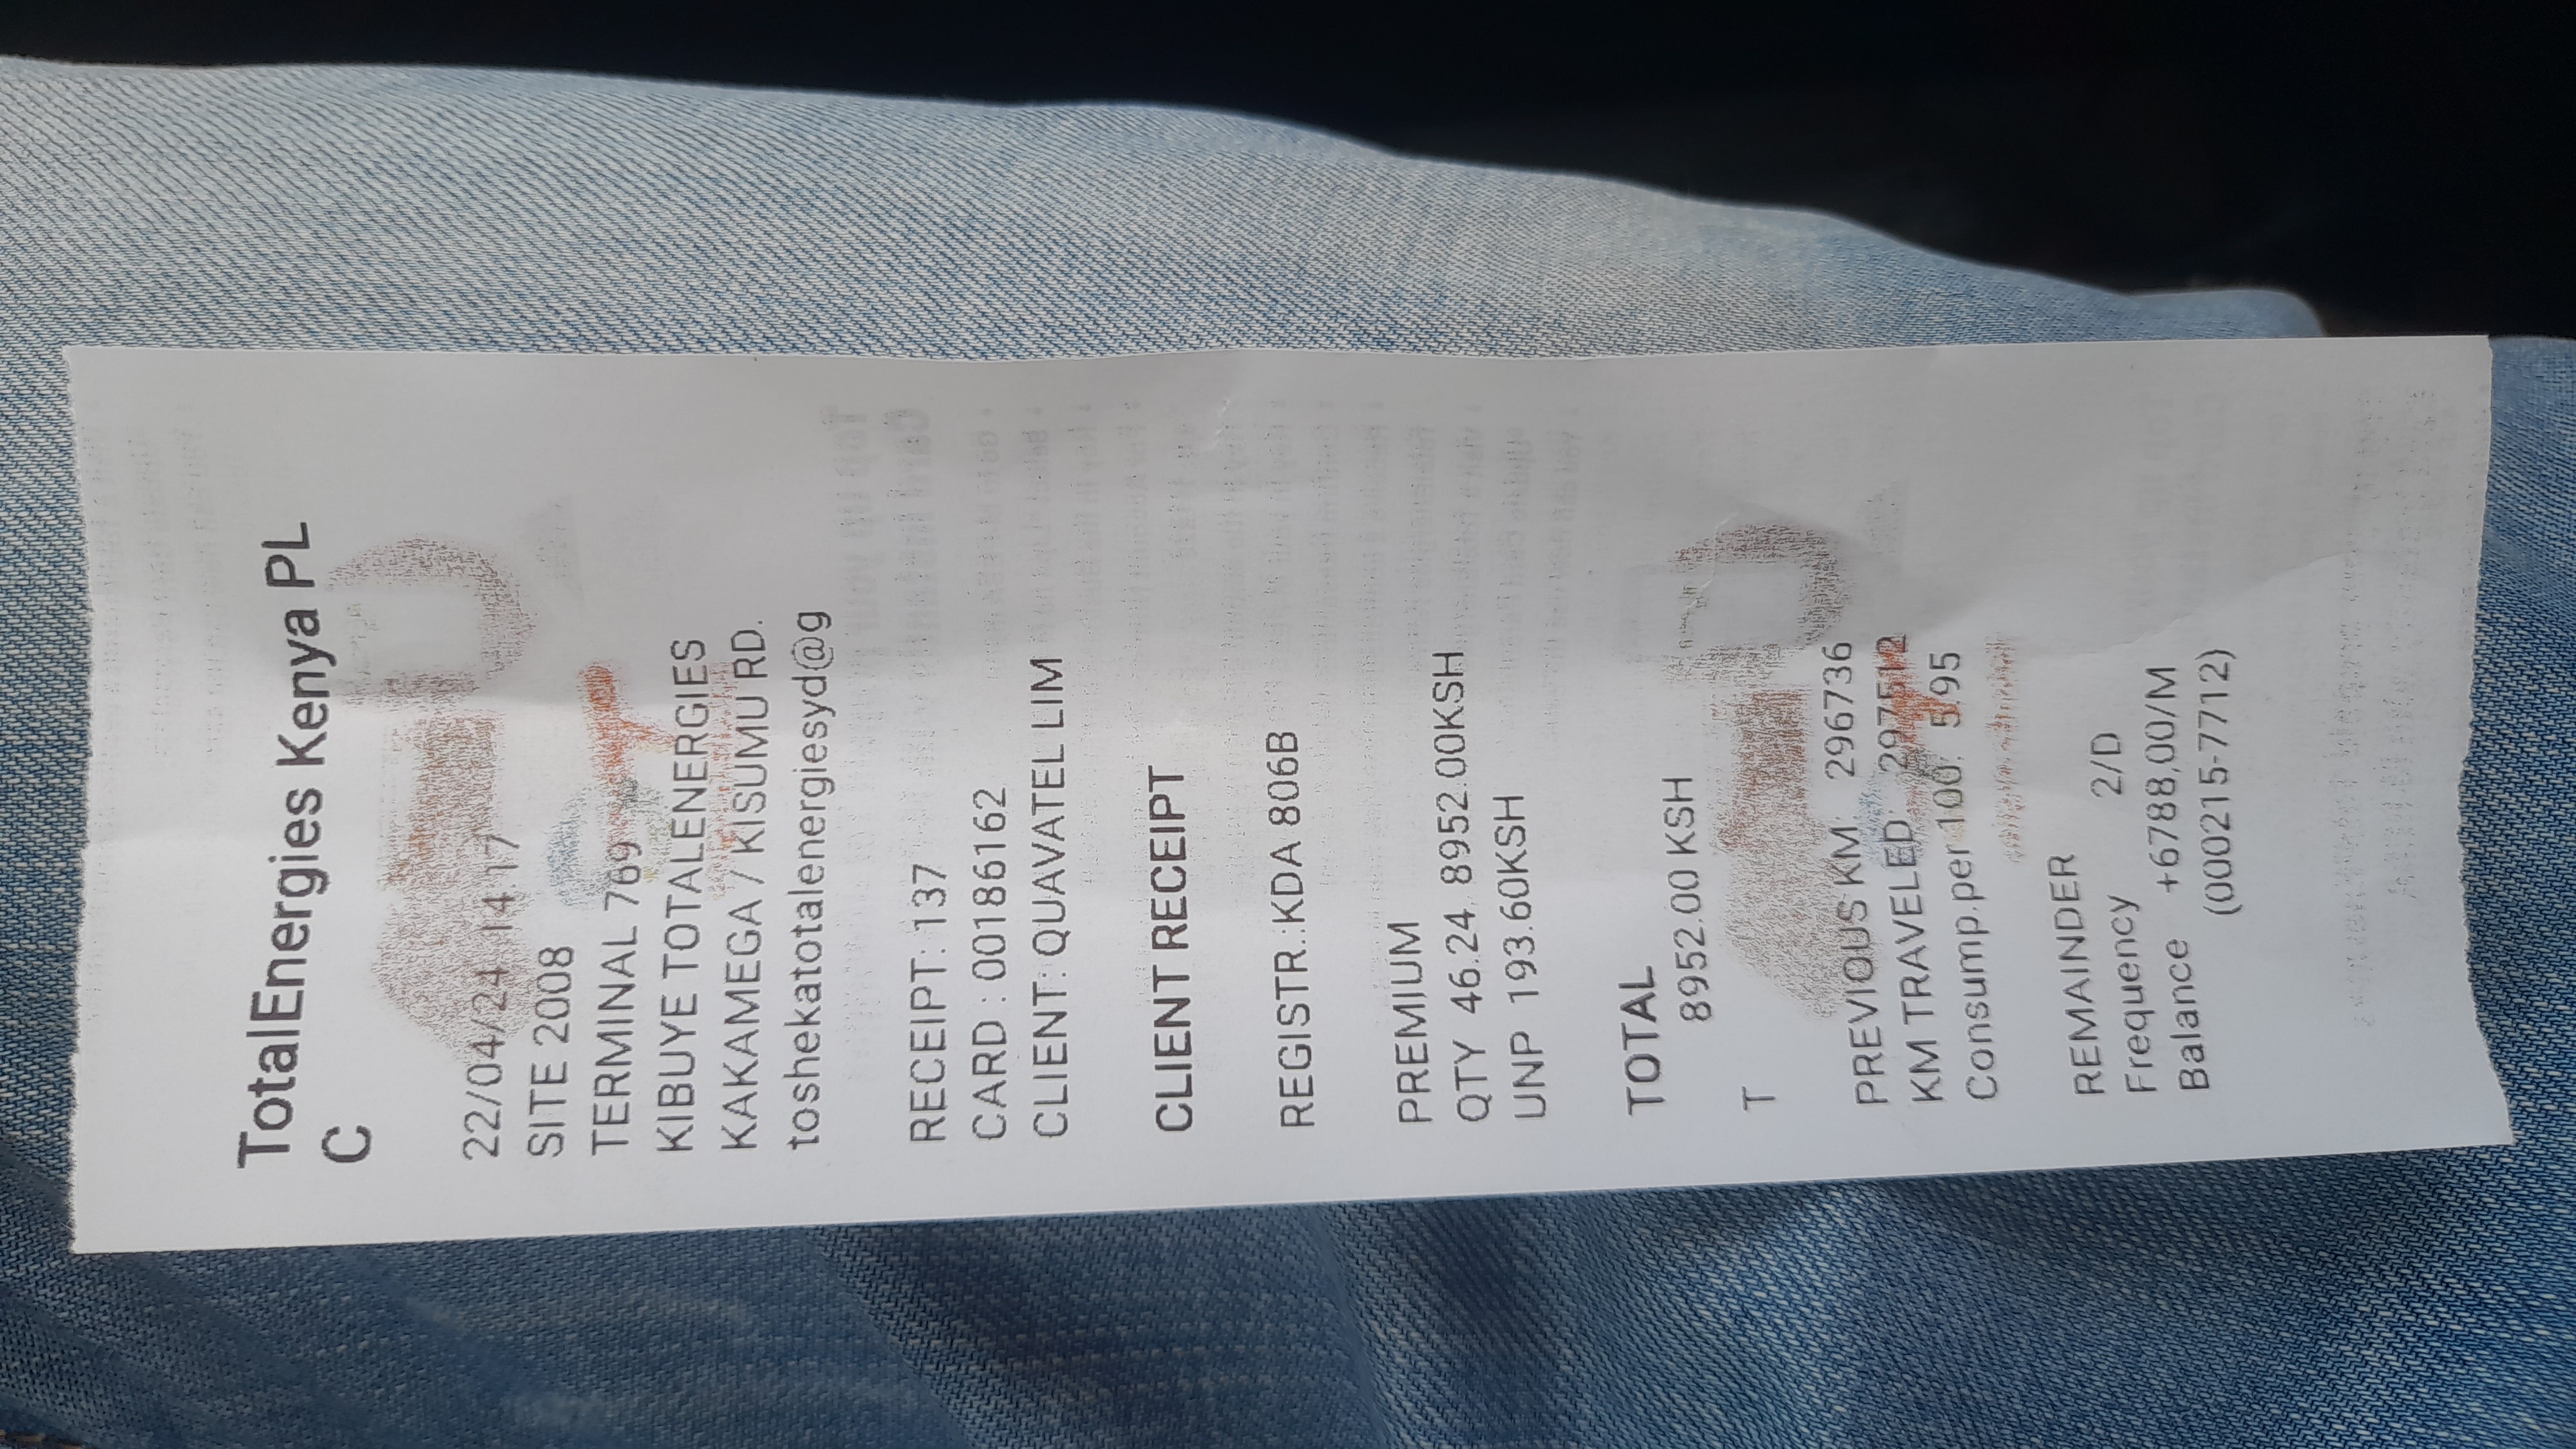 TotalEnergies Kenya PL
C
22/04/24 14:17
SITE 2008
TERMINAL 769
KIBUYE TOTALENERGIES
KAKAMEGA / KISUMU RD.
toshekatotalenergiesyd@g
RECEIPT: 137
CARD : 00186162
CLIENT: QUAVATEL LIM
CLIENT RECEIPT
REGISTR.:KDA 806B
PREMIUM
QTY 46.24 8952.00KSH
UNP 193.60KSH
TOTAL
8952.00 KSH
T
PREVIOUS KM: 296736
KM TRAVELED: 297512
Consump.per 100: 5.95
REMAINDER
Frequency 2/D
Balance +6788,00/M
(000215-7712)